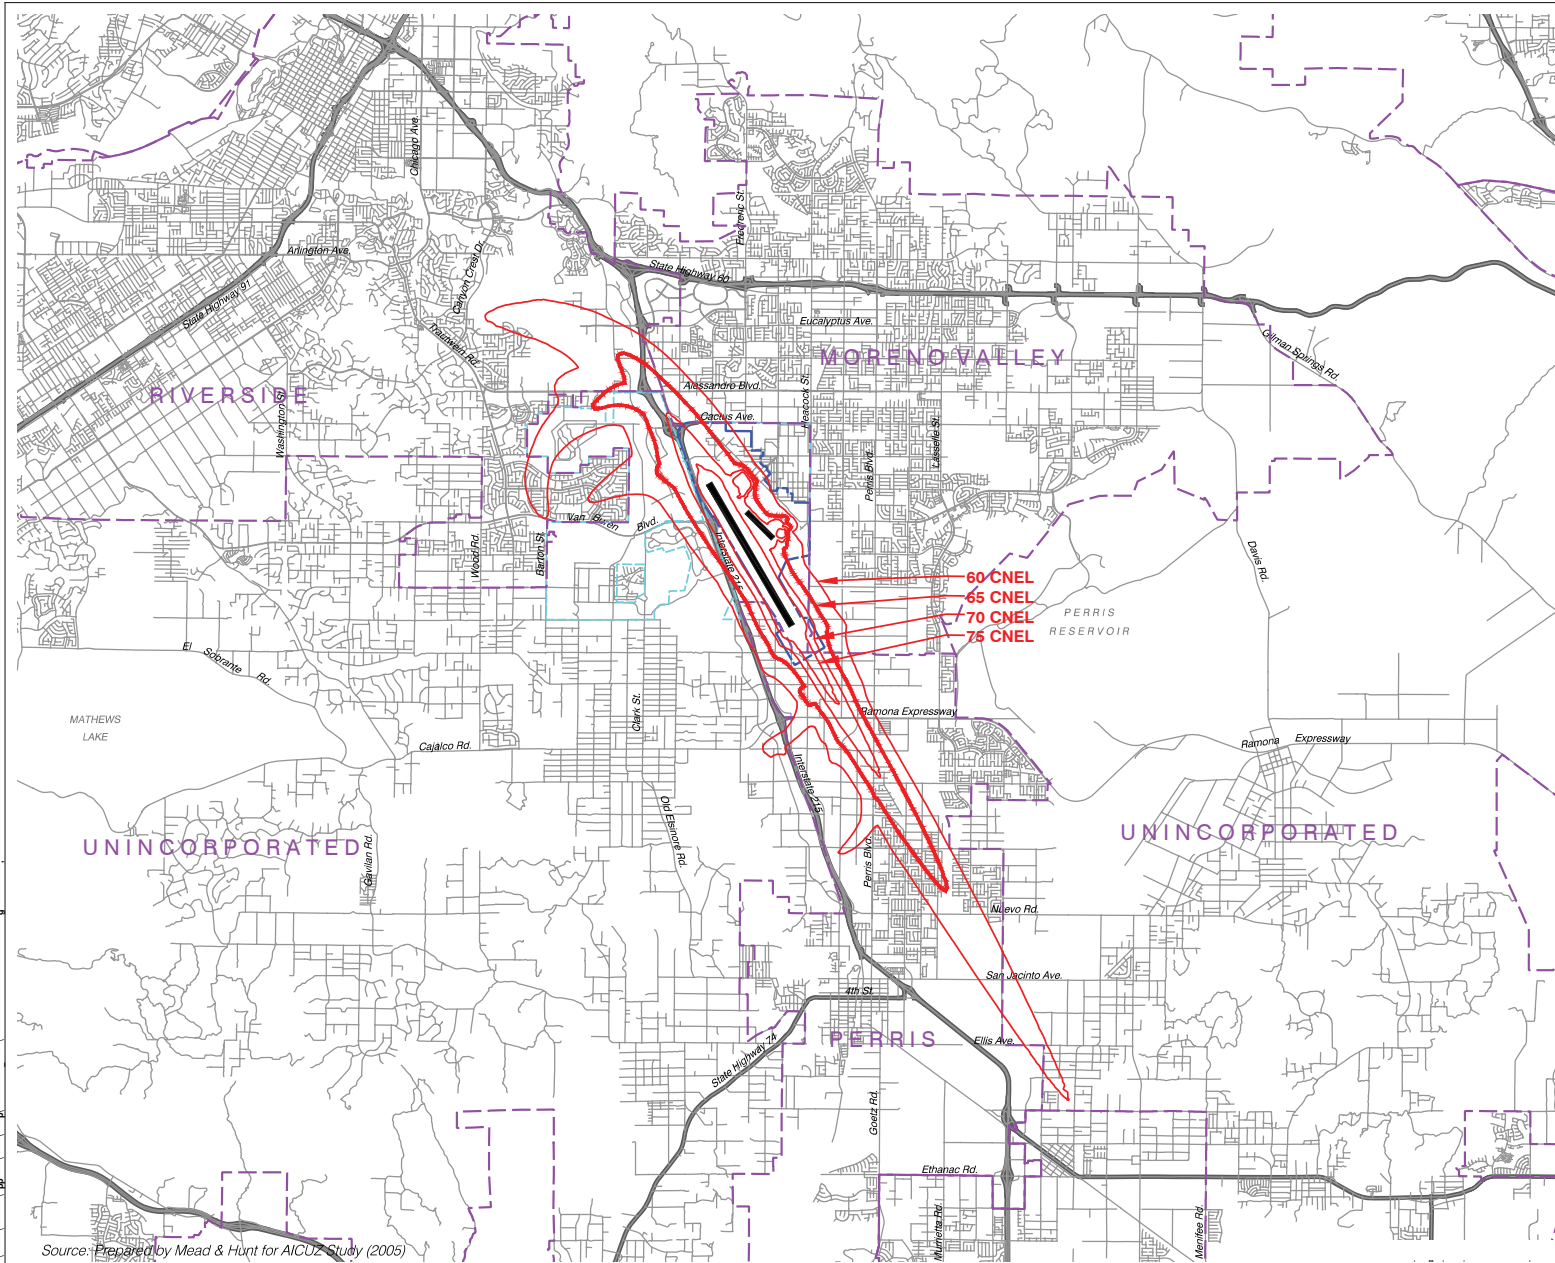 Chicago Ave.
Frederic St.
Arlington Ave.
Canyon Crest Dr.
State Highway 60
State Highway 91
Eucalyptus Ave.
Trautwein Rd.
Gilman Springs Rd.
MORENO VALLEY
RIVERSIDE
Alessandro Blvd.
Heacock St.
Washington St.
Cactus Ave.
Lasselle St.
Perris Blvd.
Van Buren Blvd.
Wood Rd.
Barton St.
Interstate 215
Davis Rd.
60 CNEL
65 CNEL
70 CNEL
75 CNEL
PERRIS
RESERVOIR
El Sobrante Rd.
MATHEWS
LAKE
Clark St.
Ramona Expressway
Cajalco Rd.
Ramona Expressway
Interstate 215
Old Elsinore Rd.
UNINCORPORATED
UNINCORPORATED
Gavilan Rd.
Perris Blvd.
Nuevo Rd.
San Jacinto Ave.
4th St.
PERRIS
Ellis Ave.
State Highway 74
Goetz Rd.
Ethanac Rd.
Murrieta Rd.
Menifee Rd.
Source: Prepared by Mead & Hunt for AICUZ Study (2005)